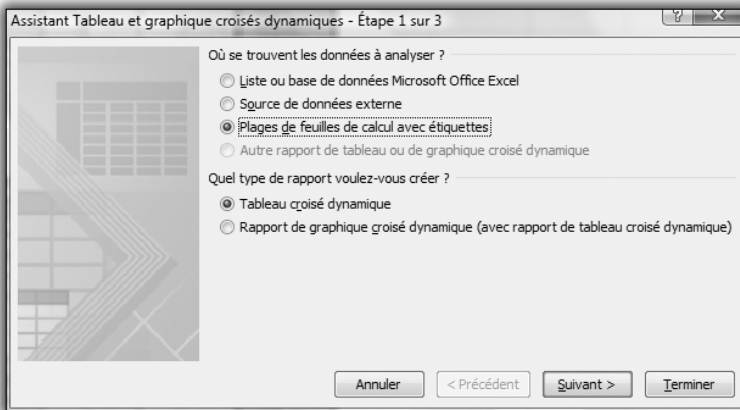 Assistant Tableau et graphique croisés dynamiques - Étape 1 sur 3
? X
Où se trouvent les données à analyser ?
Liste ou base de données Microsoft Office Excel
Source de données externe
Plages de feuilles de calcul avec étiquettes
Autre rapport de tableau ou de graphique croisé dynamique
Quel type de rapport voulez-vous créer ?
Tableau croisé dynamique
Rapport de graphique croisé dynamique (avec rapport de tableau croisé dynamique)
Annuler < Précédent Suivant > Terminer